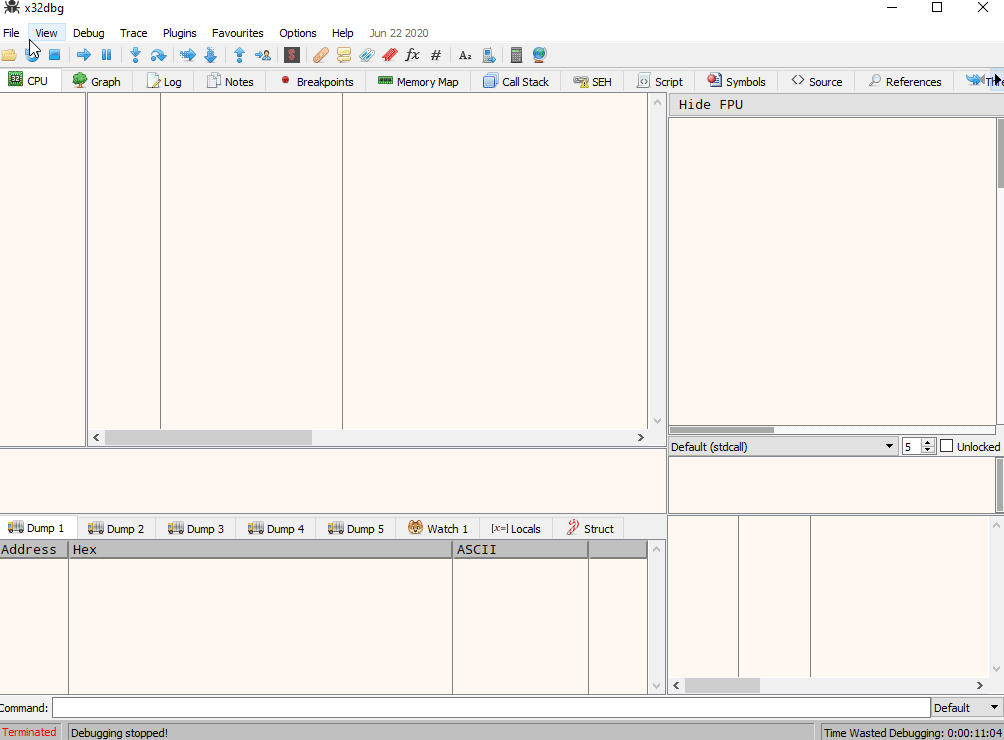 x32dbg
File View Debug Trace Plugins Favourites Options Help Jun 22 2020
CPU Graph Log Notes Breakpoints Memory Map Call Stack SEH Script Symbols Source References
Hide FPU
Default (stdcall) 5 Unlocked
Dump 1 Dump 2 Dump 3 Dump 4 Dump 5 Watch 1 [x=] Locals Struct
Address Hex ASCII
Command: Default
Terminated Debugging stopped! Time Wasted Debugging: 0:00:11:04